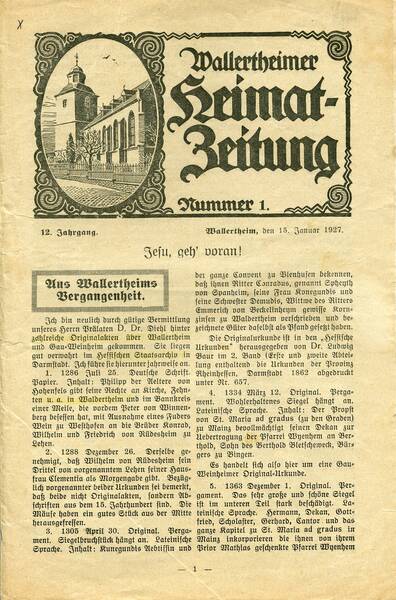 x
Wallertheimer
Heimat-
Zeitung
Nummer 1.
12. Jahrgang.
Wallertheim, den 15. Januar 1927.
Jesu, geh' voran!
Aus Wallertheims
Vergangenheit.
Ich bin neulich durch gütige Vermittlung
unseres Herrn Prälaten D. Dr. Diehl hinter
zahlreiche Originalakten über Wallertheim
und Gau-Weinheim gekommen. Sie liegen
gut verwahrt im Hessischen Staatsarchiv in
Darmstadt. Ich führe sie hier jahrweise an.
1. 1286 Juli 25. Deutsche Schrift.
Papier. Inhalt: Philipp der Aeltere von
Hohenfels gibt seine Rechte an Kirche, Zehn-
ten u. a. in Waldertheim und im Bannkreis
einer Meile, die vordem Peter von Winnen-
berg besessen hat, mit Ausnahme eines Fuders
Wein zu Westhofen an die Brüder Konrad,
Wilhelm und Friedrich von Rüdesheim zu
Lehen.
2. 1288 Dezember 26. Derselbe ge-
nehmigt, daß Wilhelm von Rüdesheim sein
Drittel von vorgenanntem Lehen seiner Haus-
frau Clementia als Morgengabe gibt. Bezüg-
lich vorgenannter beider Urkunden sei bemerkt,
daß beide nicht Originalakten, sondern Ab-
schriften aus dem 15. Jahrhundert sind. Die
Mäuse haben ein gutes Stück aus der Mitte
herausgefressen.
3. 1305 April 30. Original. Perga-
ment. Siegelbruchstück hängt an. Lateinische
Sprache. Inhalt: Kunegundis Aebtissin und
der ganze Convent zu
bekennen,
daß ihnen Ritter Conradus, genannt
von Spanheim, seine Frau Kunegundis und
seine Schwester Demudis, Witwe des Ritters
Emmerich von
gewisse Korn-
zinsen zu Wallertheim verschrieben und be-
zeichnete Güter dafelbst als Pfand gesetzt haben.
Die Originalurkunde ist in den „Hessische
Urkunden" herausgegeben von Dr. Ludwig
Baur im 2. Band (Erste und zweite Ab-
teilung enthaltend die Urkunden der Provinz
Rheinhessen. Darmstadt 1862 abgedruckt
unter Nr. 657.
4. 1334 März 12. Original. Perga-
ment. Wohlerhaltenes Siegel hängt an.
Lateinische Sprache. Inhalt: Der Propst
von St. Maria ad gradus (zu den Graden)
zu Mainz bevollmächtigt seinen Dekan zur
Uebertragung der Pfarrei Wyenhem an Ber-
thold, Sohn des Berthold Bleischeweck, Bür-
gers zu Bingen.
Es handelt sich also hier um eine Gau-
Weinheimer Original-Urkunde.
5. 1363 Dezember 1. Original. Perga-
ment. Das sehr große und schöne Siegel
ist im unteren Teil stark beschädigt. La-
teinische Sprache. Hermann, Dekan, Gott-
fried, Scholaster, Gerhard, Cantor und das
ganze Kapitel zu St. Maria ad gradus in
Mainz inkorporieren die ihnen von ihrem
Prior Mathias geschenkte Pfarrei Wyenhem
— 1 —